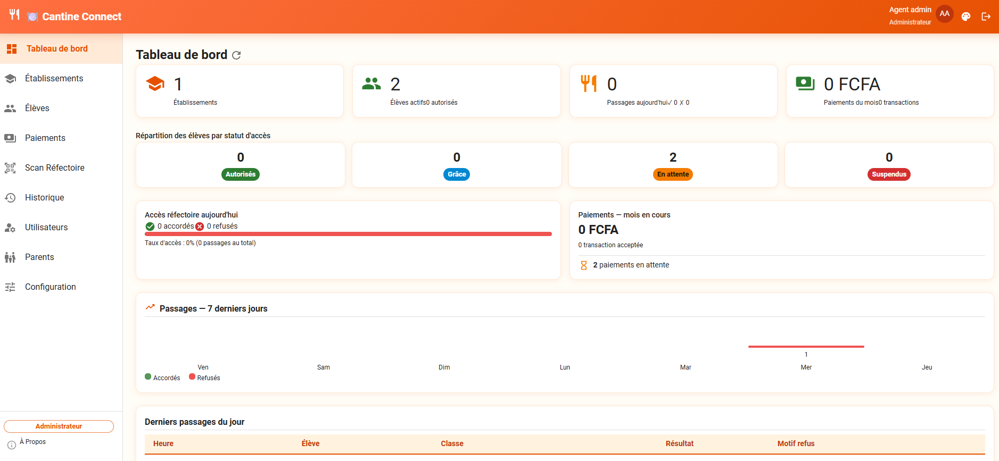 Cantine Connect
Agent admin
Administrateur
AA
Tableau de bord
Établissements
Élèves
Paiements
Scan Réfectoire
Historique
Utilisateurs
Parents
Configuration
Administrateur
À Propos
Tableau de bord
1
Établissements
2
Élèves actifs0 autorisés
0
Passages aujourd'hui✓ 0 ✗ 0
0 FCFA
Paiements du mois0 transactions
Répartition des élèves par statut d'accès
0
Autorisés
0
Grâce
2
En attente
0
Suspendus
Accès réfectoire aujourd'hui
0 accordés 0 refusés
Taux d'accès : 0% (0 passages au total)
Paiements — mois en cours
0 FCFA
0 transaction acceptée
2 paiements en attente
Passages — 7 derniers jours
1
Ven Sam Dim Lun Mar Mer Jeu
Accordés Refusés
Derniers passages du jour
Heure Élève Classe Résultat Motif refus